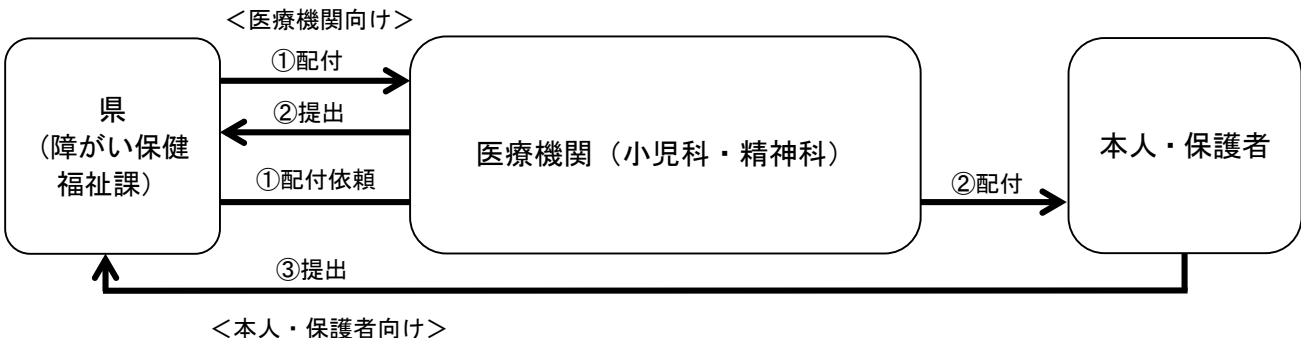 ＜医療機関向け＞
①配付
県
（障がい保健
福祉課）
②提出
①配付依頼
医療機関（小児科・精神科）
②配付
本人・保護者
③提出
＜本人・保護者向け＞